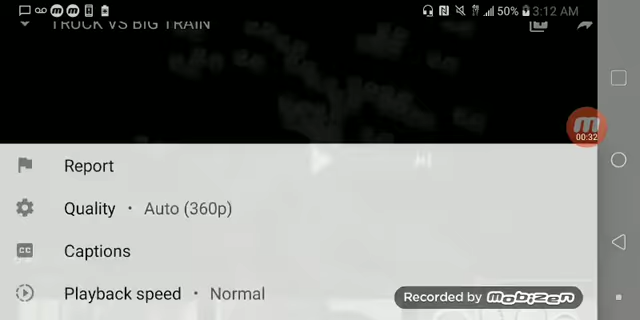 50% 3:12 AM
TRUCK VS BIG TRAIN
00:32
Report
Quality • Auto (360p)
CC Captions
Playback speed • Normal
Recorded by mobizen